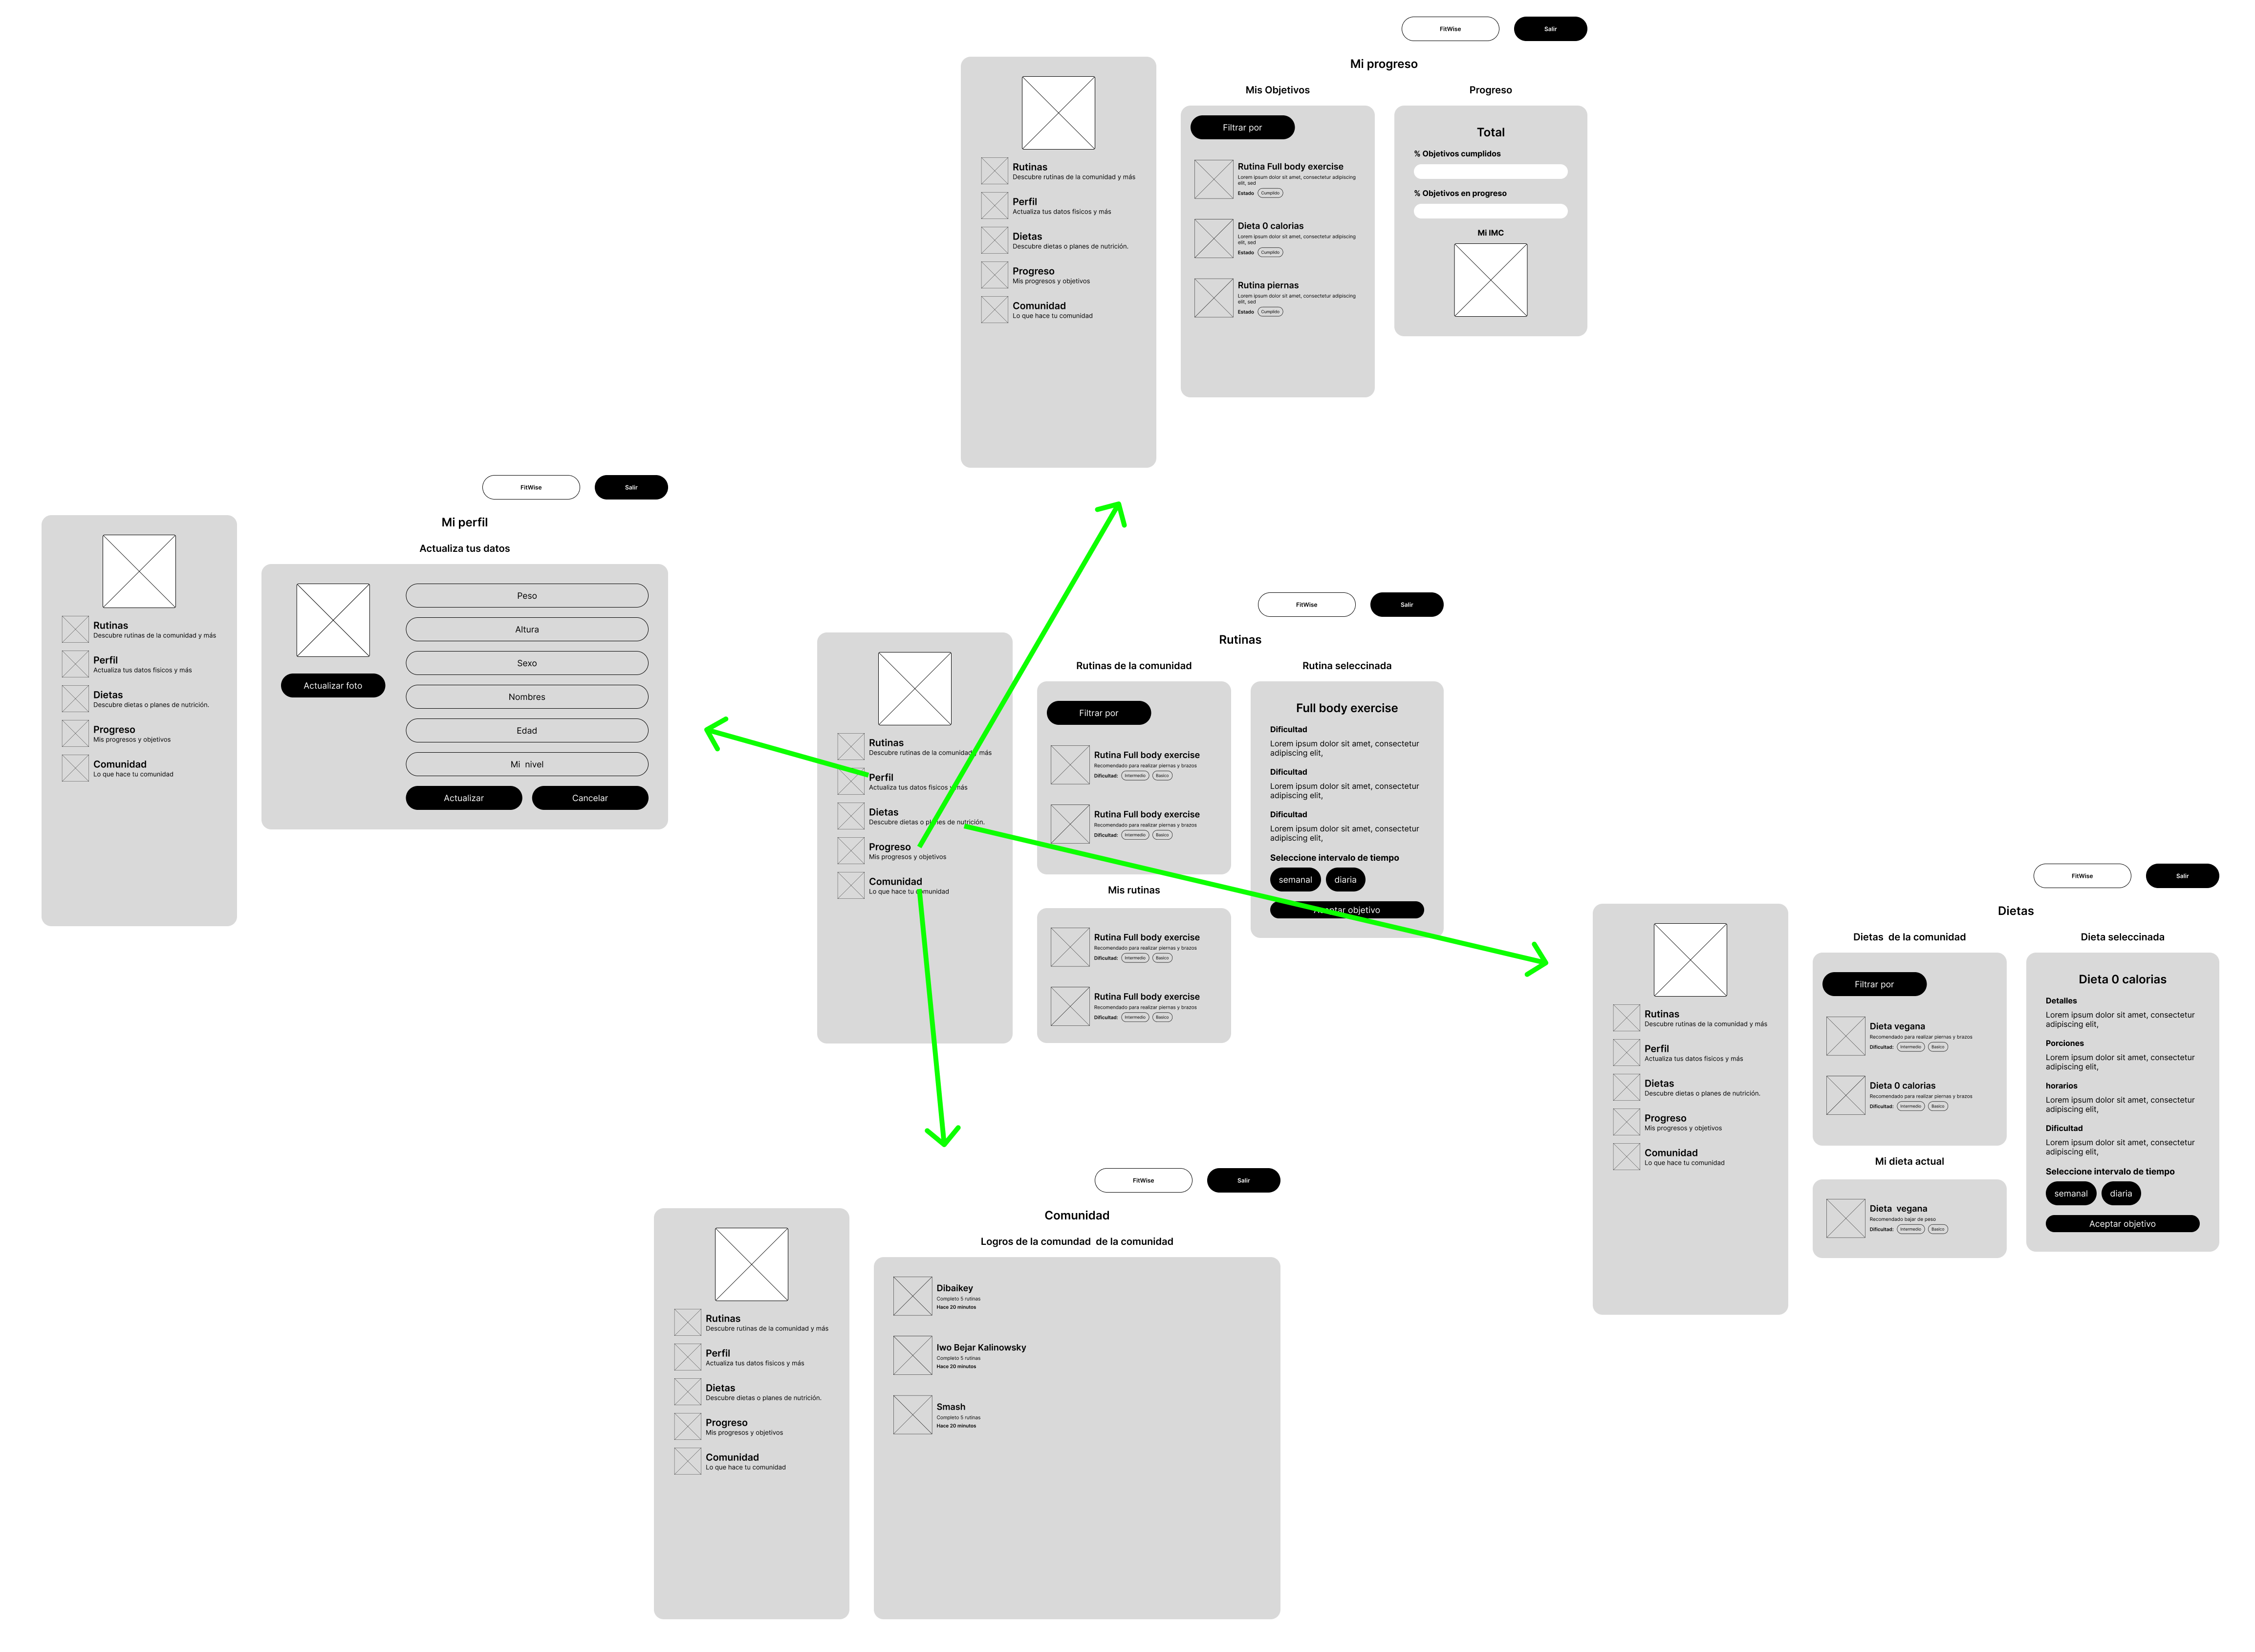 FitWise
Salir
Mi progreso
Mis Objetivos
Progreso
Rutinas
Descubre rutinas de la comunidad y más
Perfil
Actualiza tus datos fisicos y más
Dietas
Descubre dietas o planes de nutrición.
Progreso
Mis progresos y objetivos
Comunidad
Lo que hace tu comunidad
Filtrar por
Rutina Full body exercise
Lorem ipsum dolor sit amet, consectetur adipiscing
elit, sed
Estado Cumplido
Dieta 0 calorias
Lorem ipsum dolor sit amet, consectetur adipiscing
elit, sed
Estado Cumplido
Rutina piernas
Lorem ipsum dolor sit amet, consectetur adipiscing
elit, sed
Estado Cumplido
Total
% Objetivos cumplidos
% Objetivos en progreso
Mi IMC
FitWise
Salir
Mi perfil
Actualiza tus datos
Rutinas
Descubre rutinas de la comunidad y más
Perfil
Actualiza tus datos fisicos y más
Dietas
Descubre dietas o planes de nutrición.
Progreso
Mis progresos y objetivos
Comunidad
Lo que hace tu comunidad
Actualizar foto
Peso
Altura
Sexo
Nombres
Edad
Mi nivel
Actualizar
Cancelar
FitWise
Salir
Rutinas
Rutinas de la comunidad
Rutina seleccinada
Rutinas
Descubre rutinas de la comunidad y más
Perfil
Actualiza tus datos fisicos y más
Dietas
Descubre dietas o planes de nutrición.
Progreso
Mis progresos y objetivos
Comunidad
Lo que hace tu comunidad
Filtrar por
Rutina Full body exercise
Recomendado para realizar piernas y brazos
Dificultad: Intermedio Basico
Rutina Full body exercise
Recomendado para realizar piernas y brazos
Dificultad: Intermedio Basico
Mis rutinas
Rutina Full body exercise
Recomendado para realizar piernas y brazos
Dificultad: Intermedio Basico
Rutina Full body exercise
Recomendado para realizar piernas y brazos
Dificultad: Intermedio Basico
Full body exercise
Dificultad
Lorem ipsum dolor sit amet, consectetur
adipiscing elit,
Dificultad
Lorem ipsum dolor sit amet, consectetur
adipiscing elit,
Dificultad
Lorem ipsum dolor sit amet, consectetur
adipiscing elit,
Seleccione intervalo de tiempo
semanal
diaria
Aceptar objetivo
FitWise
Salir
Dietas
Dietas de la comunidad
Dieta seleccinada
Rutinas
Descubre rutinas de la comunidad y más
Perfil
Actualiza tus datos fisicos y más
Dietas
Descubre dietas o planes de nutrición.
Progreso
Mis progresos y objetivos
Comunidad
Lo que hace tu comunidad
Filtrar por
Dieta vegana
Recomendado para realizar piernas y brazos
Dificultad: Intermedio Basico
Dieta 0 calorias
Recomendado para realizar piernas y brazos
Dificultad: Intermedio Basico
Mi dieta actual
Dieta vegana
Recomendado bajar de peso
Dificultad: Intermedio Basico
Dieta 0 calorias
Detalles
Lorem ipsum dolor sit amet, consectetur
adipiscing elit,
Porciones
Lorem ipsum dolor sit amet, consectetur
adipiscing elit,
horarios
Lorem ipsum dolor sit amet, consectetur
adipiscing elit,
Dificultad
Lorem ipsum dolor sit amet, consectetur
adipiscing elit,
Seleccione intervalo de tiempo
semanal
diaria
Aceptar objetivo
FitWise
Salir
Comunidad
Logros de la comundad de la comunidad
Rutinas
Descubre rutinas de la comunidad y más
Perfil
Actualiza tus datos fisicos y más
Dietas
Descubre dietas o planes de nutrición.
Progreso
Mis progresos y objetivos
Comunidad
Lo que hace tu comunidad
Dibaikey
Completo 5 rutinas
Hace 20 minutos
Iwo Bejar Kalinowsky
Completo 5 rutinas
Hace 20 minutos
Smash
Completo 5 rutinas
Hace 20 minutos